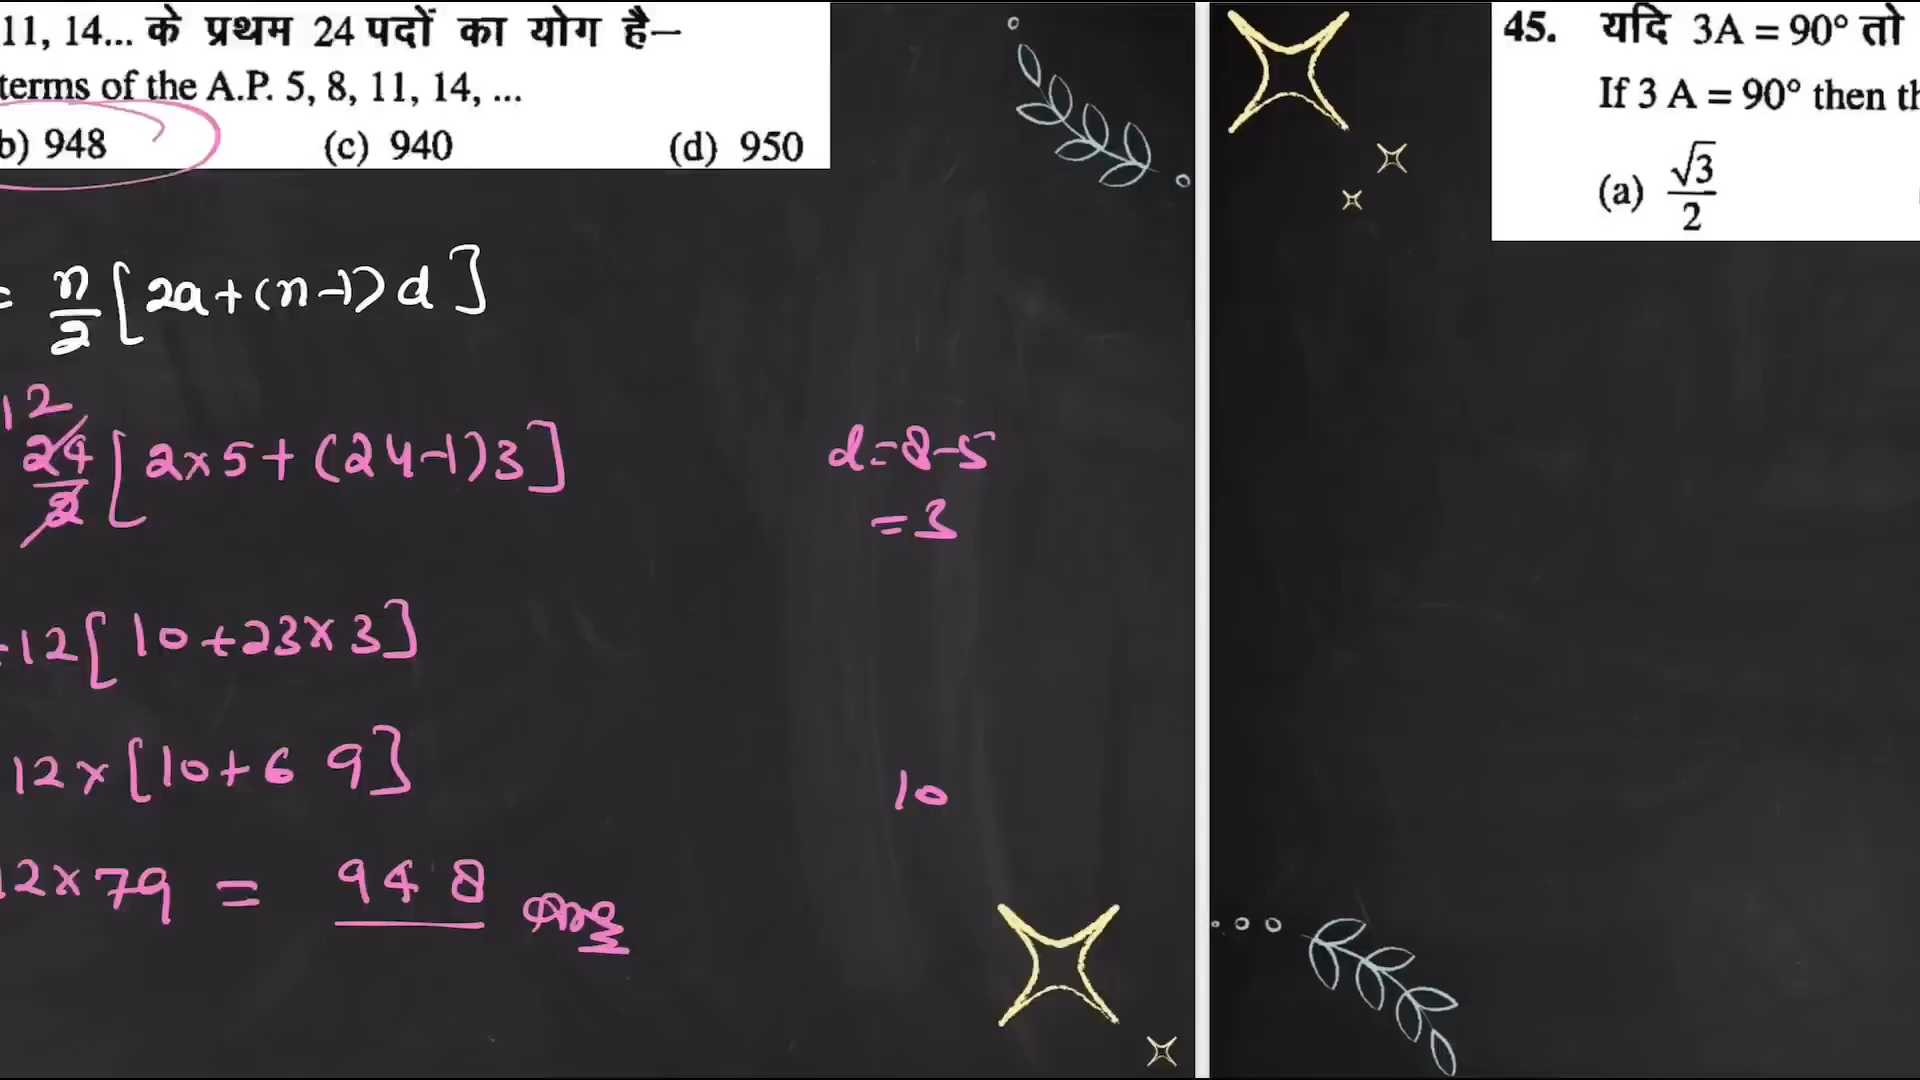 11, 14... के प्रथम 24 पदों का योग है–
terms of the A.P. 5, 8, 11, 14, ...
b) 948 (c) 940 (d) 950
= n/2 [2a+(n-1)d]
12
24/2 [2×5+(24-1)3]
d=8-5
=3
=12[10+23×3]
12×[10+69]
10
12×79 = 948 Ans
45. यदि 3A = 90° तो
If 3 A = 90° then th
(a) √3/2